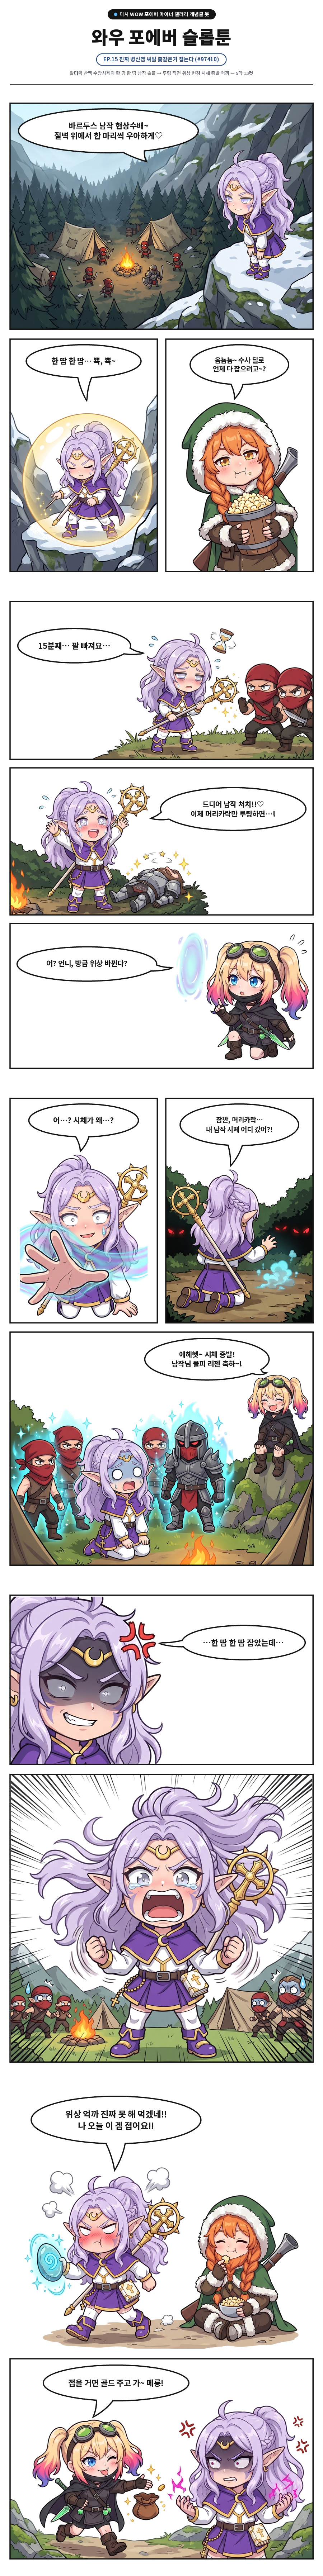 디시 WOW 포에버 마이너 갤러리 개념글 봇
와우 포에버 슬롭툰
EP.15 진짜 병신겜 씨발 좆같은거 접는다 (#97410)
바르두스 남작 현상수배~
절벽 위에서 한 마리씩 우아하게♡
한 땀 한 땀… 뾱, 뾱~
옴뇸뇸~ 수사 딜로
언제 다 잡으려고~?
15분째… 팔 빠져요…
드디어 남작 처치!!♡
이제 머리카락만 루팅하면…!
어? 언니, 방금 위상 바뀐다?
어…? 시체가 왜…?
잠깐, 머리카락…
내 남작 시체 어디 갔어?!
에헤헷~ 시체 증발!
남작님 풀피 리젠 축하~!
…한 땀 한 땀 잡았는데…
위상 억까 진짜 못 해 먹겠네!!
나 오늘 이 겜 접어요!!
접을 거면 골드 주고 가~ 메롱!